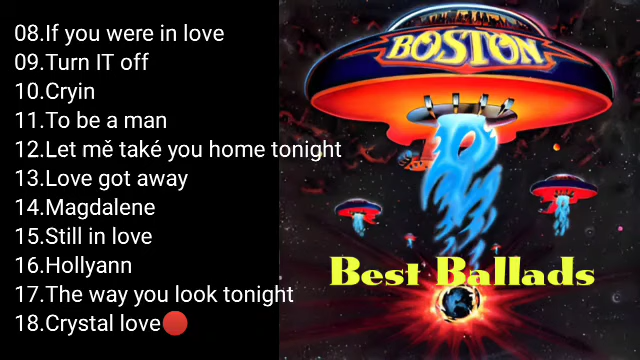 08.If you were in love
09.Turn IT off
10.Cryin
11.To be a man
12.Let mě také you home tonight
13.Love got away
14.Magdalene
15.Still in love
16.Hollyann
17.The way you look tonight
18.Crystal love
BOSTON
Best Ballads